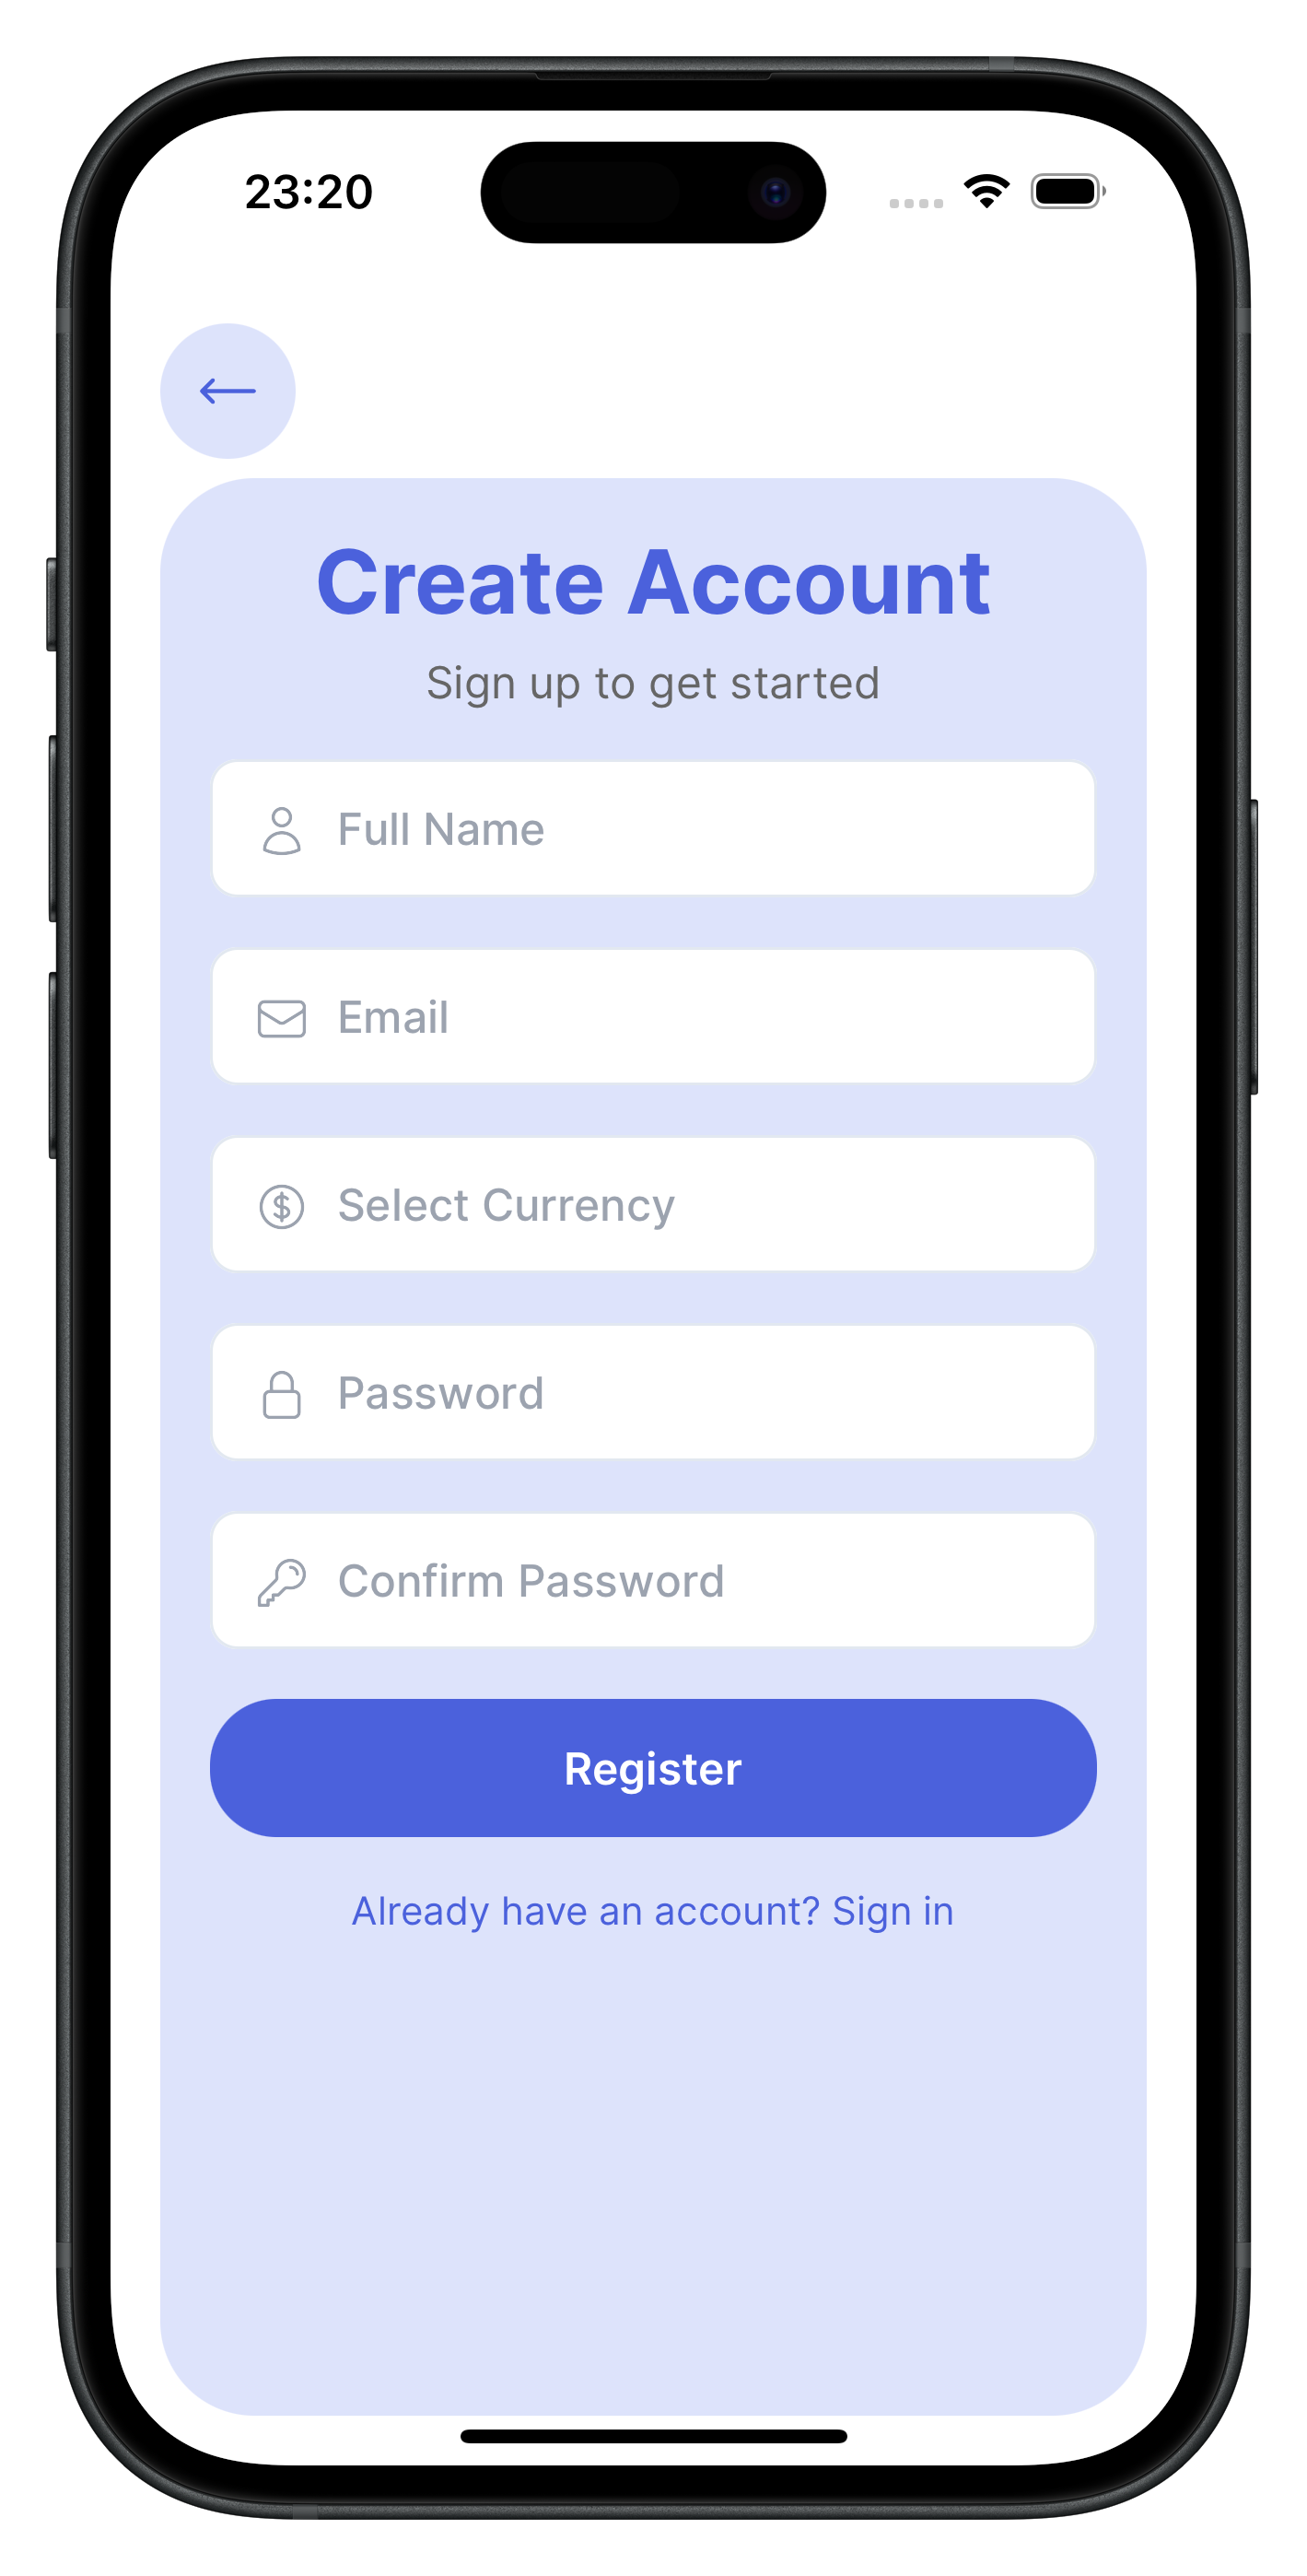 23:20
Create Account
Sign up to get started
Full Name
Email
Select Currency
Password
Confirm Password
Register
Already have an account? Sign in